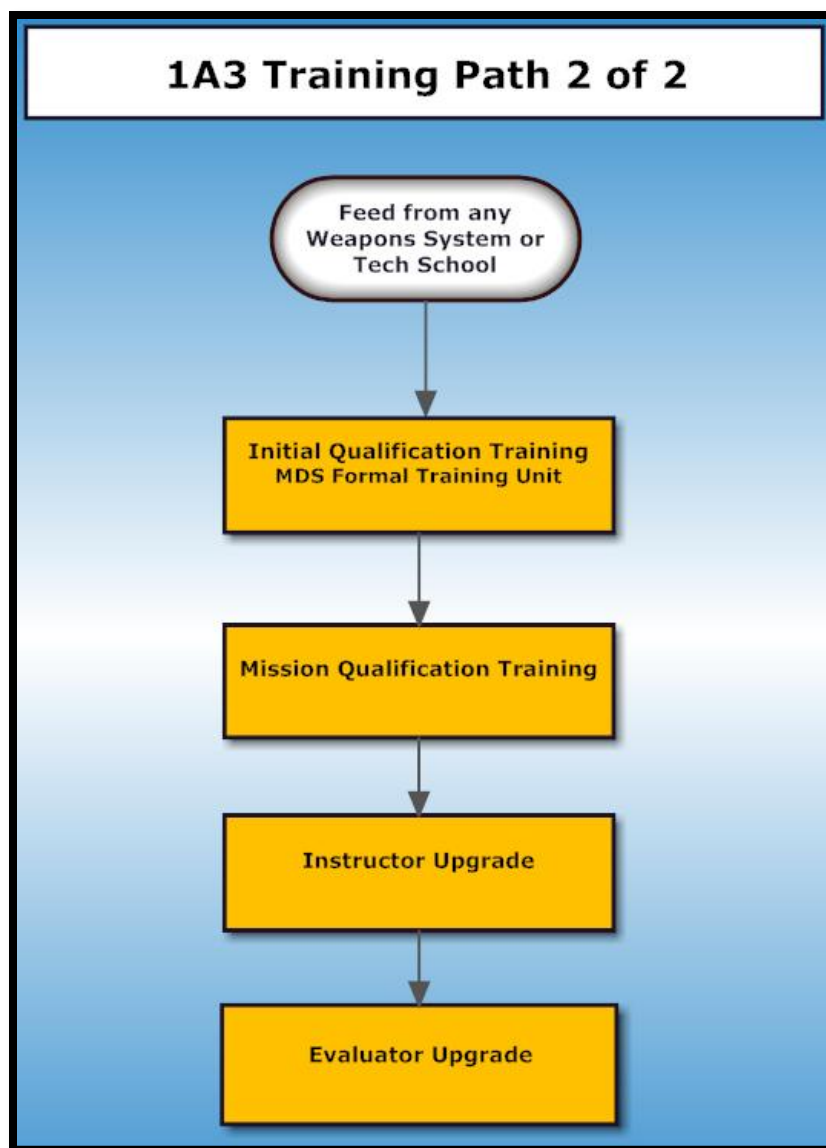 1A3 Training Path 2 of 2
Feed from any
Weapons System or
Tech School
Initial Qualification Training
MDS Formal Training Unit
Mission Qualification Training
Instructor Upgrade
Evaluator Upgrade